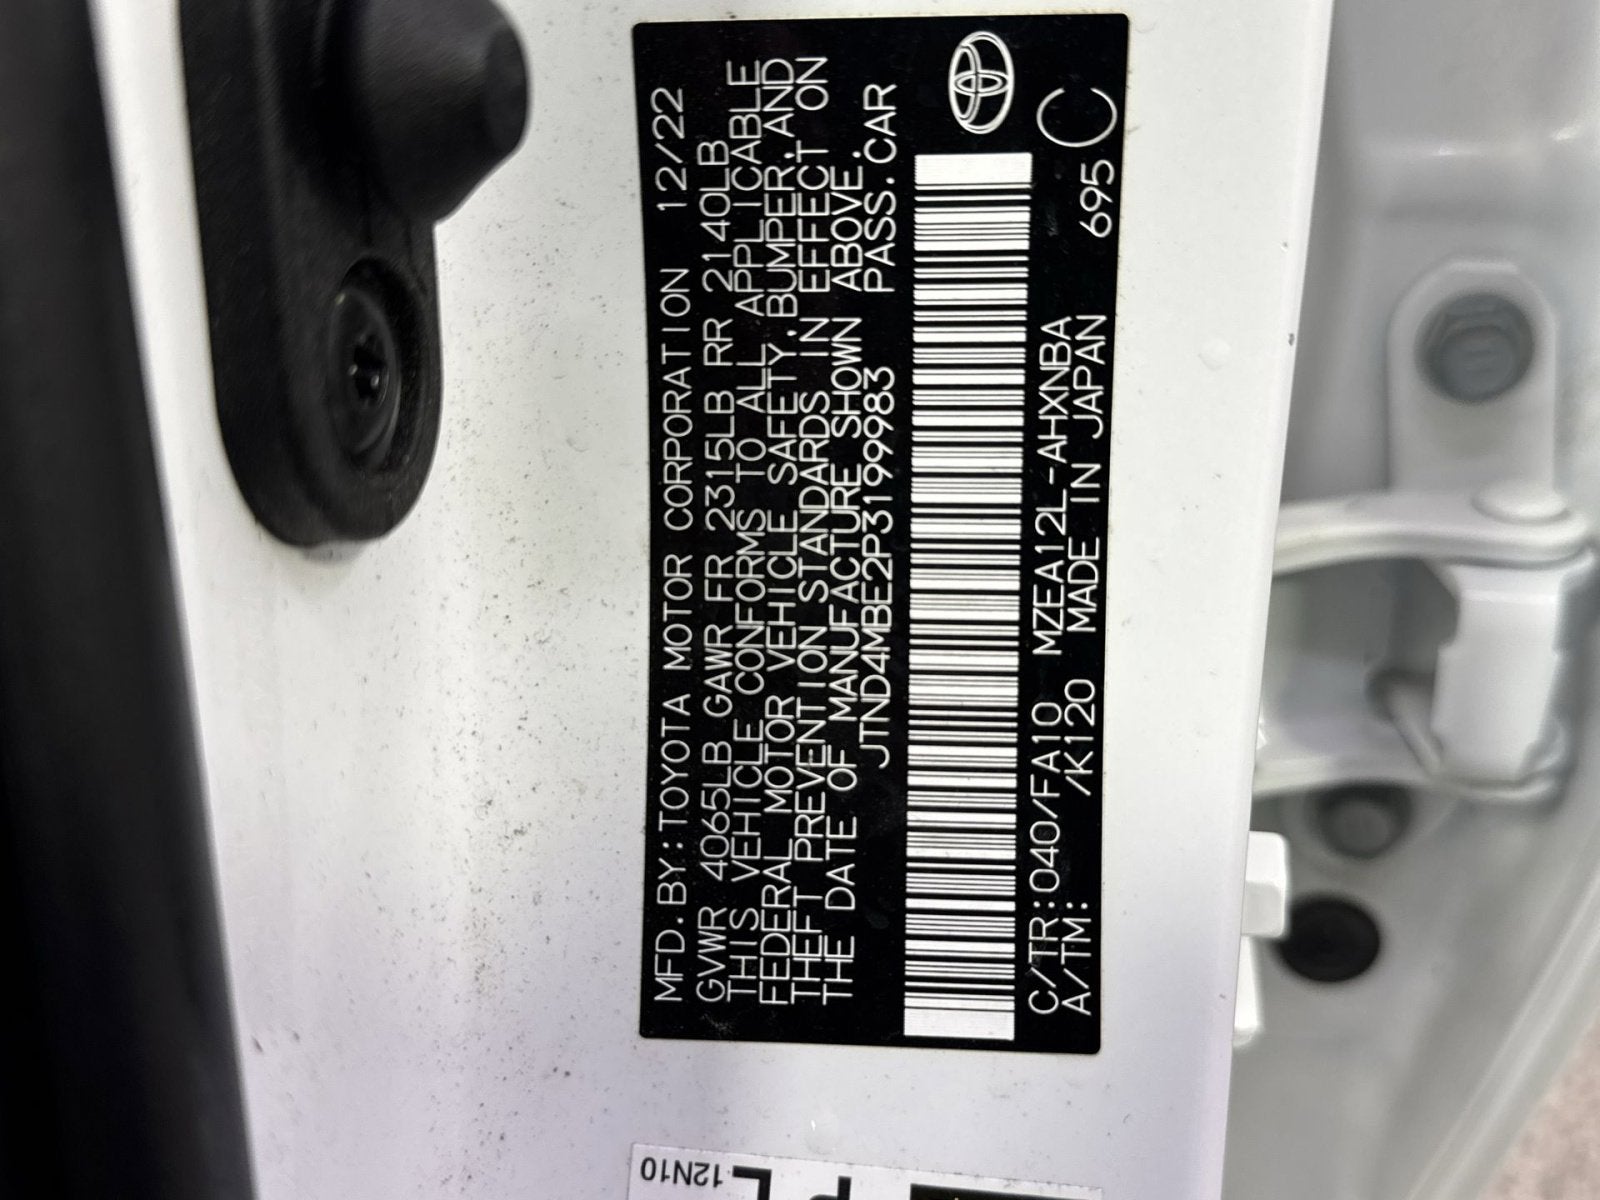 MFD.BY:TOYOTA MOTOR CORPORATION 12/22
GVWR 4065LB GAWR FR 2315LB RR 2140LB
THIS VEHICLE CONFORMS TO ALL APPLICABLE
FEDERAL MOTOR VEHICLE SAFETY,BUMPER,AND
THEFT PREVENTION STANDARDS IN EFFECT ON
THE DATE OF MANUFACTURE SHOWN ABOVE.
JTND4MBE2P3199983 PASS.CAR
C/TR:040/FA10 MZEA12L-AHXNBA 695
A/TM: /K120 MADE IN JAPAN C
12N10